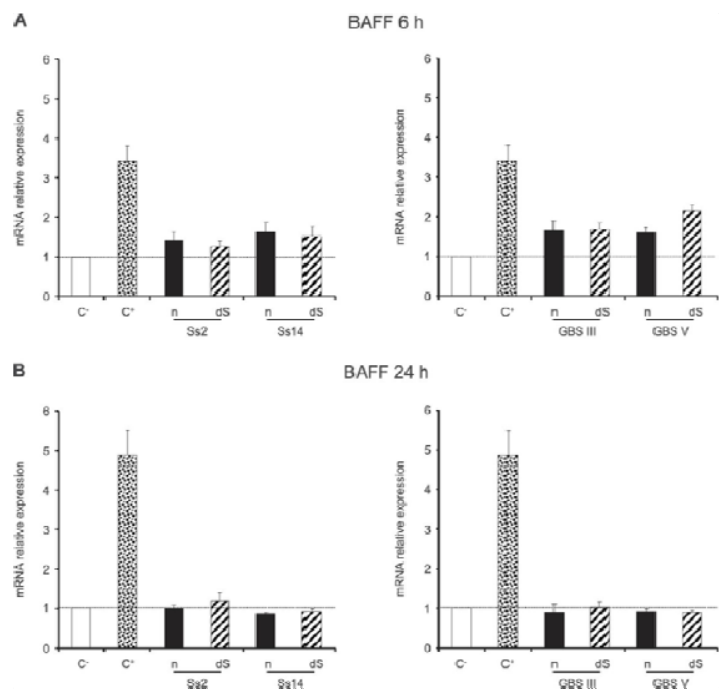 A
BAFF 6 h
mRNA relative expression
6
5
4
3
2
1
0
C- C+ n dS n dS
Ss2 Ss14
mRNA relative expression
6
5
4
3
2
1
0
C- C+ n dS n dS
GBS III GBS V
B
BAFF 24 h
mRNA relative expression
6
5
4
3
2
1
0
C- C+ n dS n dS
Ss2 Ss14
mRNA relative expression
6
5
4
3
2
1
0
C- C+ n dS n dS
GBS III GBS V